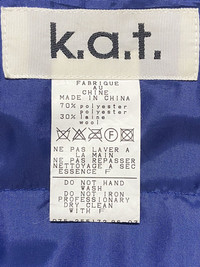 k.a.t.
FABRIQUE
AU
CHINE
MADE IN CHINA
70% polyester
polyester
30% laine
wool
NE PAS LAVER A
LA MAIN
NE PAS REPASSER
NETTOYAGE A SEC
ESSENCE F
DO NOT HAND
WASH
DO NOT IRON
PROFESSIONARY
DRY CLEAN
WITH F